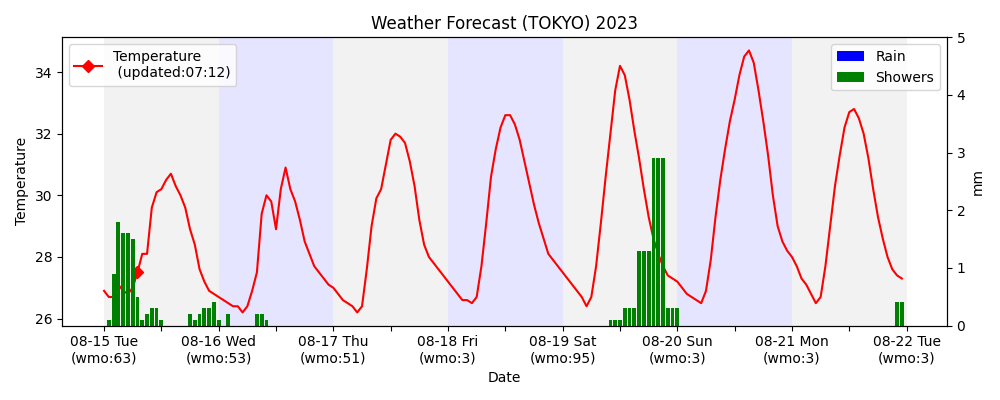 Weather Forecast (TOKYO) 2023
Temperature
(updated:07:12)
Rain
Showers
Temperature
34
32
30
28
26
5
4
3
2
1
0
mm
08-15 Tue
(wmo:63)
08-16 Wed
(wmo:53)
08-17 Thu
(wmo:51)
08-18 Fri
(wmo:3)
08-19 Sat
(wmo:95)
08-20 Sun
(wmo:3)
08-21 Mon
(wmo:3)
08-22 Tue
(wmo:3)
Date